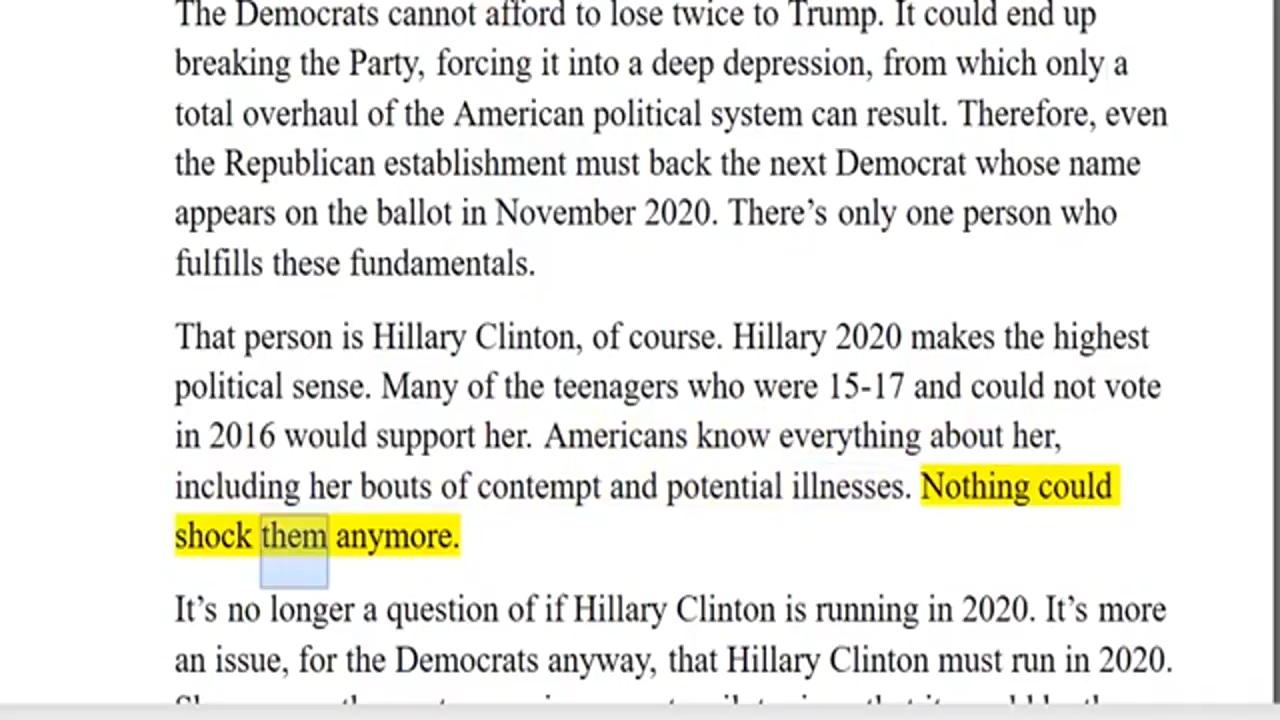 The Democrats cannot afford to lose twice to Trump. It could end up
breaking the Party, forcing it into a deep depression, from which only a
total overhaul of the American political system can result. Therefore, even
the Republican establishment must back the next Democrat whose name
appears on the ballot in November 2020. There’s only one person who
fulfills these fundamentals.
That person is Hillary Clinton, of course. Hillary 2020 makes the highest
political sense. Many of the teenagers who were 15-17 and could not vote
in 2016 would support her. Americans know everything about her,
including her bouts of contempt and potential illnesses. Nothing could
shock them anymore.
It’s no longer a question of if Hillary Clinton is running in 2020. It’s more
an issue, for the Democrats anyway, that Hillary Clinton must run in 2020.